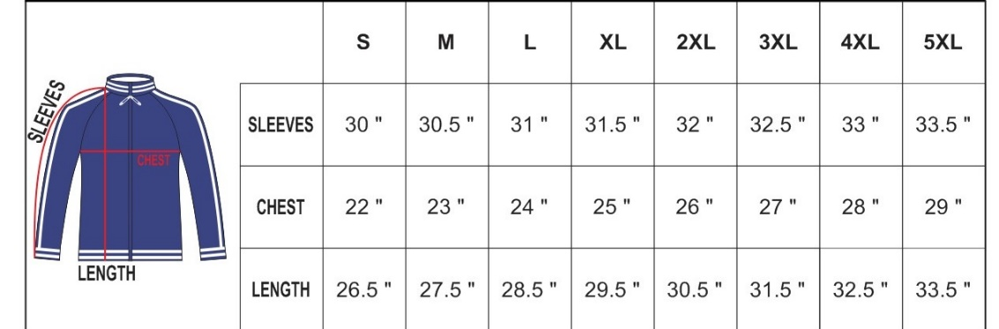 S M L XL 2XL 3XL 4XL 5XL
SLEEVES
SLEEVES 30 " 30.5 " 31 " 31.5 " 32 " 32.5 " 33 " 33.5 "
CHEST
CHEST 22 " 23 " 24 " 25 " 26 " 27 " 28 " 29 "
LENGTH
LENGTH 26.5 " 27.5 " 28.5 " 29.5 " 30.5 " 31.5 " 32.5 " 33.5 "